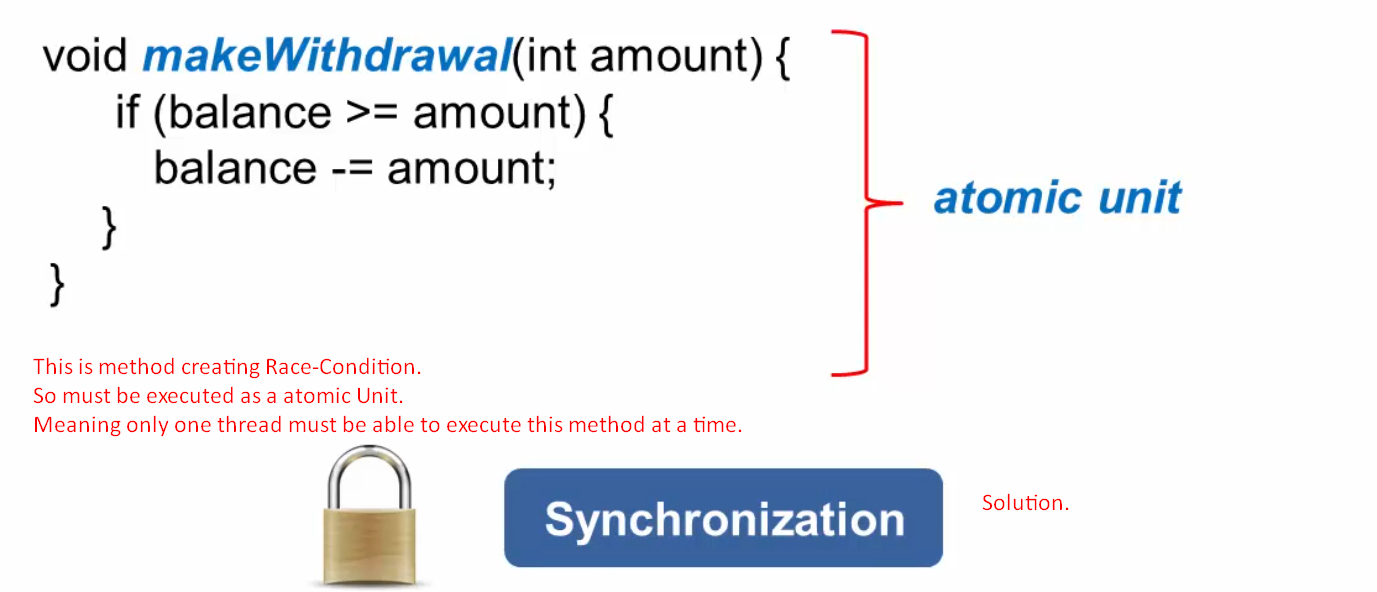 void makeWithdrawal(int amount) {
if (balance >= amount) {
balance -= amount;
}
}
atomic unit
This is method creating Race-Condition.
So must be executed as a atomic Unit.
Meaning only one thread must be able to execute this method at a time.
Synchronization
Solution.